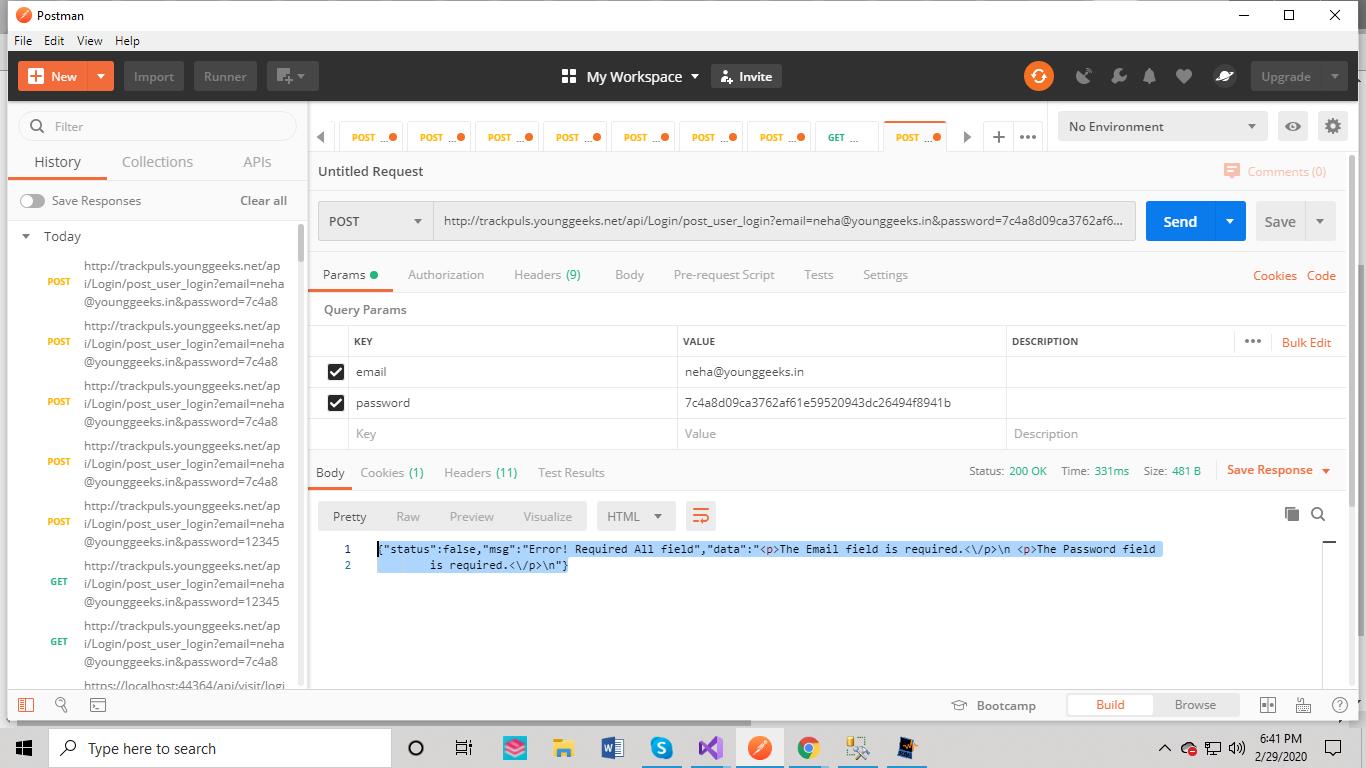 Postman
File Edit View Help
New Import Runner My Workspace Invite Upgrade
Filter
History Collections APIs
Save Responses Clear all
Today
POST
http://trackpuls.younggeeks.net/ap
i/Login/post_user_login?email=neha
@younggeeks.in&password=7c4a8
POST
http://trackpuls.younggeeks.net/ap
i/Login/post_user_login?email=neha
@younggeeks.in&password=7c4a8
POST
http://trackpuls.younggeeks.net/ap
i/Login/post_user_login?email=neha
@younggeeks.in&password=7c4a8
POST
http://trackpuls.younggeeks.net/ap
i/Login/post_user_login?email=neha
@younggeeks.in&password=7c4a8
POST
http://trackpuls.younggeeks.net/ap
i/Login/post_user_login?email=neha
@younggeeks.in&password=12345
GET
http://trackpuls.younggeeks.net/ap
i/Login/post_user_login?email=neha
@younggeeks.in&password=12345
GET
http://trackpuls.younggeeks.net/ap
i/Login/post_user_login?email=neha
@younggeeks.in&password=7c4a8
https://localhost:44364/api/visit/logi
POST ... POST ... POST ... POST ... POST ... POST ... POST ... GET ... POST ...
No Environment
Untitled Request
Comments (0)
POST http://trackpuls.younggeeks.net/api/Login/post_user_login?email=neha@younggeeks.in&password=7c4a8d09ca3762af6... Send Save
Params Authorization Headers (9) Body Pre-request Script Tests Settings Cookies Code
Query Params
KEY VALUE DESCRIPTION ••• Bulk Edit
email neha@younggeeks.in
password 7c4a8d09ca3762af61e59520943dc26494f8941b
Key Value Description
Body Cookies (1) Headers (11) Test Results Status: 200 OK Time: 331ms Size: 481 B Save Response
Pretty Raw Preview Visualize HTML
1 {"status":false,"msg":"Error! Required All field","data":"<p>The Email field is required.<\/p>\n <p>The Password field
2 is required.<\/p>\n"}
Bootcamp Build Browse
Type here to search
6:41 PM
2/29/2020